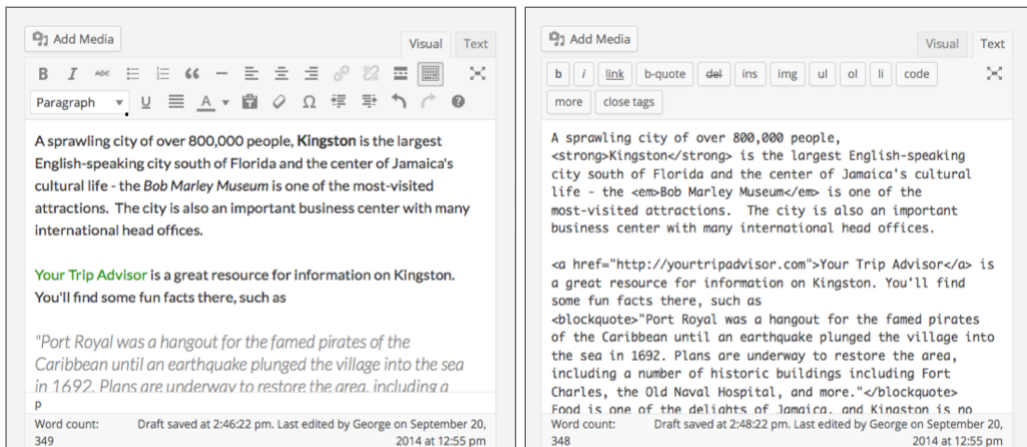 Add Media
Visual Text
B I ABC
Paragraph U A Ω
A sprawling city of over 800,000 people, Kingston is the largest
English-speaking city south of Florida and the center of Jamaica's
cultural life - the Bob Marley Museum is one of the most-visited
attractions.  The city is also an important business center with many
international head offices.
Your Trip Advisor is a great resource for information on Kingston.
You'll find some fun facts there, such as
"Port Royal was a hangout for the famed pirates of the
Caribbean until an earthquake plunged the village into the sea
in 1692. Plans are underway to restore the area, including a
p
Word count: 349
Draft saved at 2:46:22 pm. Last edited by George on September 20,
2014 at 12:55 pm
Add Media
Visual Text
b i link b-quote del ins img ul ol li code
more close tags
A sprawling city of over 800,000 people,
<strong>Kingston</strong> is the largest English-speaking
city south of Florida and the center of Jamaica's cultural
life - the <em>Bob Marley Museum</em> is one of the
most-visited attractions.  The city is also an important
business center with many international head offices.
<a href="http://yourtripadvisor.com">Your Trip Advisor</a> is
a great resource for information on Kingston. You'll find
some fun facts there, such as
<blockquote>"Port Royal was a hangout for the famed pirates
of the Caribbean until an earthquake plunged the village into
the sea in 1692. Plans are underway to restore the area,
including a number of historic buildings including Fort
Charles, the Old Naval Hospital, and more."</blockquote>
Food is one of the delights of Jamaica, and Kingston is no
Word count: 348
Draft saved at 2:48:22 pm. Last edited by George on September 20,
2014 at 12:55 pm